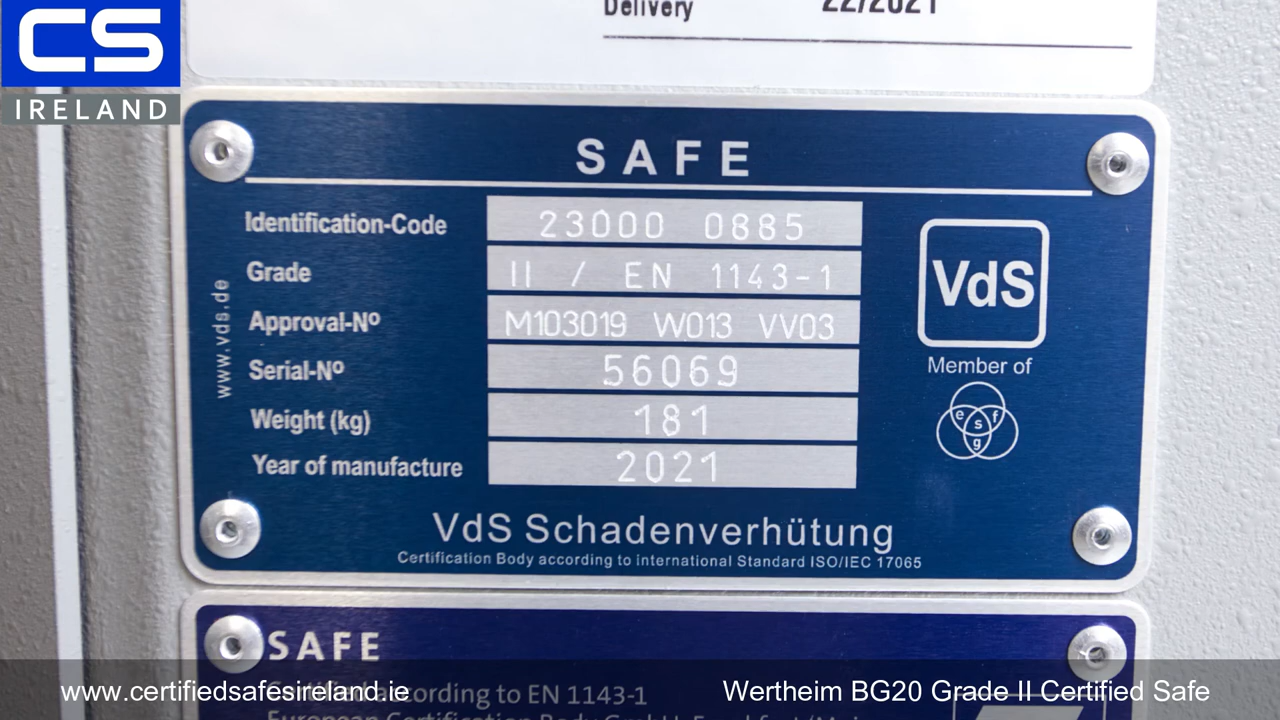 CS
IRELAND
Delivery 22/2021
SAFE
Identification-Code 23000 0885
Grade II / EN 1143-1
Approval-Nº M103019 W013 VV03
Serial-Nº 56069
Weight (kg) 181
Year of manufacture 2021
www.vds.de
VdS
Member of
e s f g
VdS Schadenverhütung
Certification Body according to international Standard ISO/IEC 17065
SAFE
Certified according to EN 1143-1
European Certification Body GmbH, Frankfurt/Main
www.certifiedsafesireland.ie
Wertheim BG20 Grade II Certified Safe